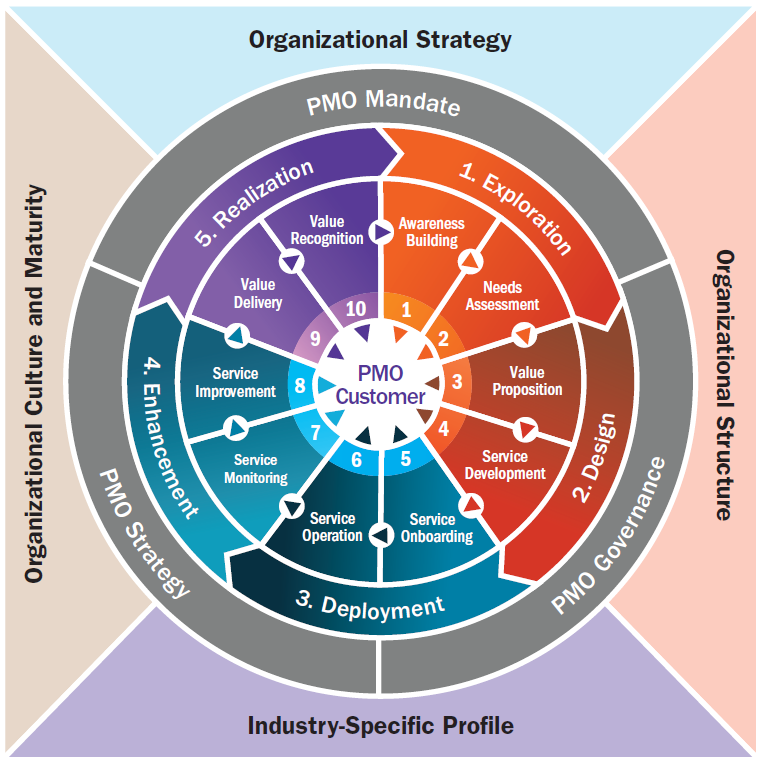 Organizational Strategy
PMO Mandate
1. Exploration
5. Realization
Awareness
Building
Value
Recognition
Needs
Assessment
Value
Delivery
10
1
9
2
Organizational Culture and Maturity
Organizational Structure
PMO
Customer
8
3
Value
Proposition
Service
Improvement
7
4
6
5
4. Enhancement
2. Design
Service
Monitoring
Service
Development
Service
Operation
Service
Onboarding
3. Deployment
PMO Strategy
PMO Governance
Industry-Specific Profile